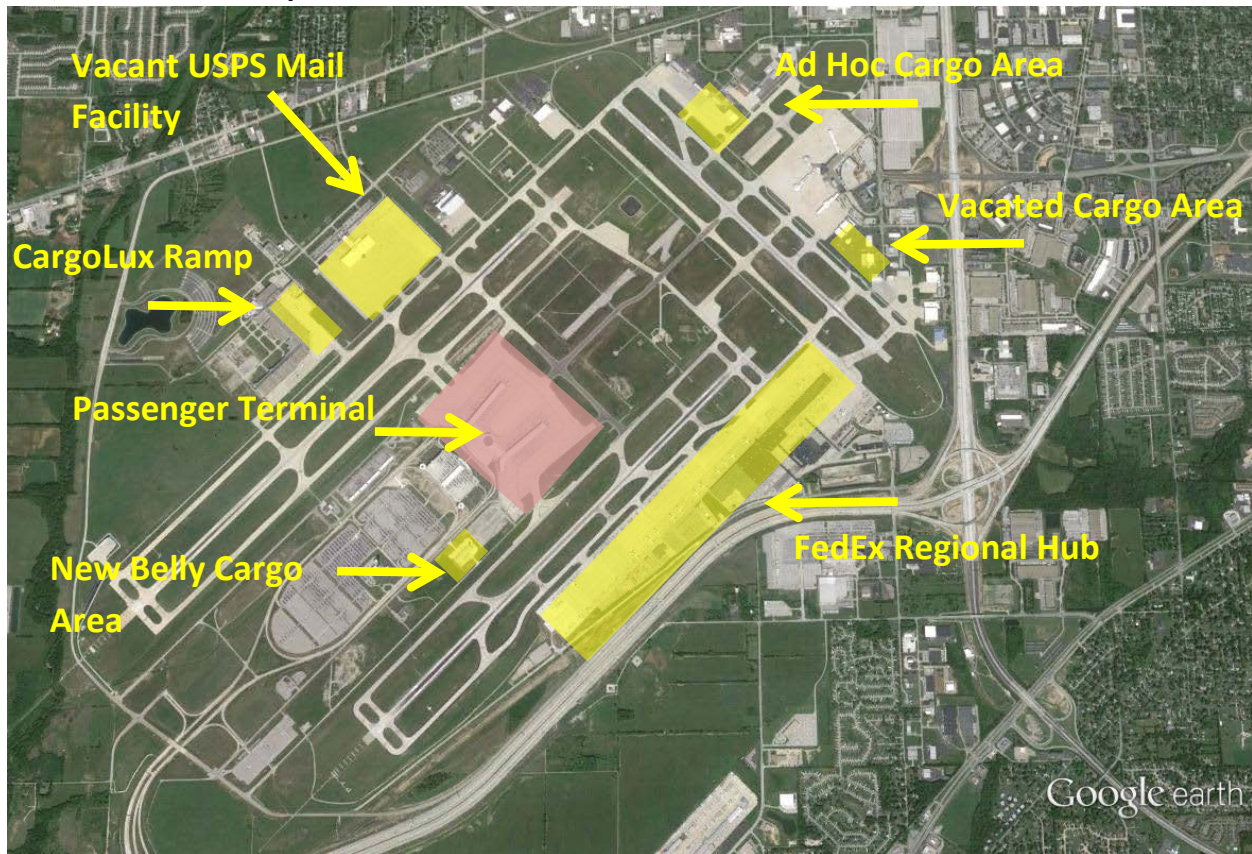 Vacant USPS Mail
Facility
Ad Hoc Cargo Area
Vacated Cargo Area
CargoLux Ramp
Passenger Terminal
New Belly Cargo
Area
FedEx Regional Hub
Google earth